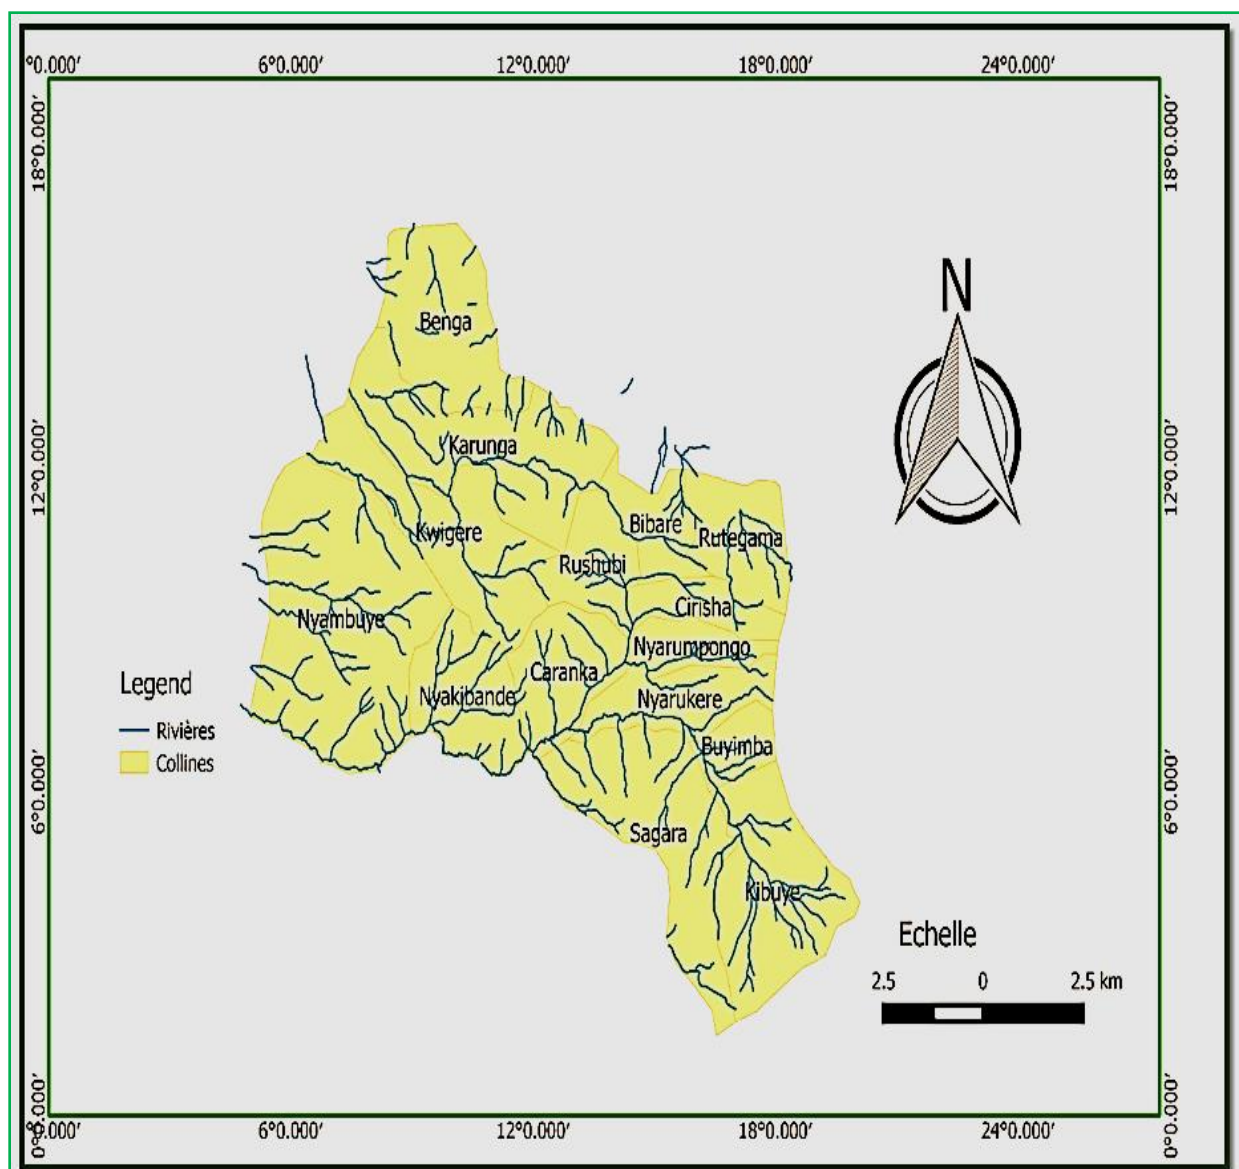 °0.000' 6°0.000' 12°0.000' 18°0.000' 24°0.000'
18°0.000' 18°0.000'
N
Benga
12°0.000' 12°0.000'
Karunga
Kwigere Bibare Rutegama
Rushubi
Cirisha
Nyambuye
Nyarumpongo
Caranka
Legend
Nyakibande Nyarukere
Rivières
Buyimba
Collines
6°0.000' 6°0.000'
Sagara
Kibuye
Echelle
2.5 0 2.5 km
0°0.000' 0°0.000'
°0.000' 6°0.000' 12°0.000' 18°0.000' 24°0.000'